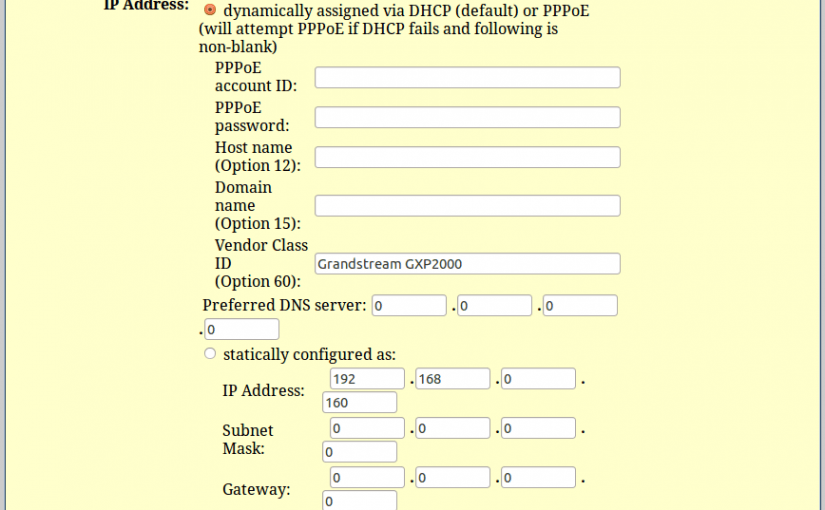 IP Address:
dynamically assigned via DHCP (default) or PPPoE
(will attempt PPPoE if DHCP fails and following is
non-blank)
PPPoE
account ID:
PPPoE
password:
Host name
(Option 12):
Domain
name
(Option 15):
Vendor Class
ID
(Option 60):
Grandstream GXP2000
Preferred DNS server: 0 .0 .0
.0
statically configured as:
IP Address:
192 .168 .0 .
160
Subnet
Mask:
0 .0 .0 .
0
Gateway:
0 .0 .0 .
0